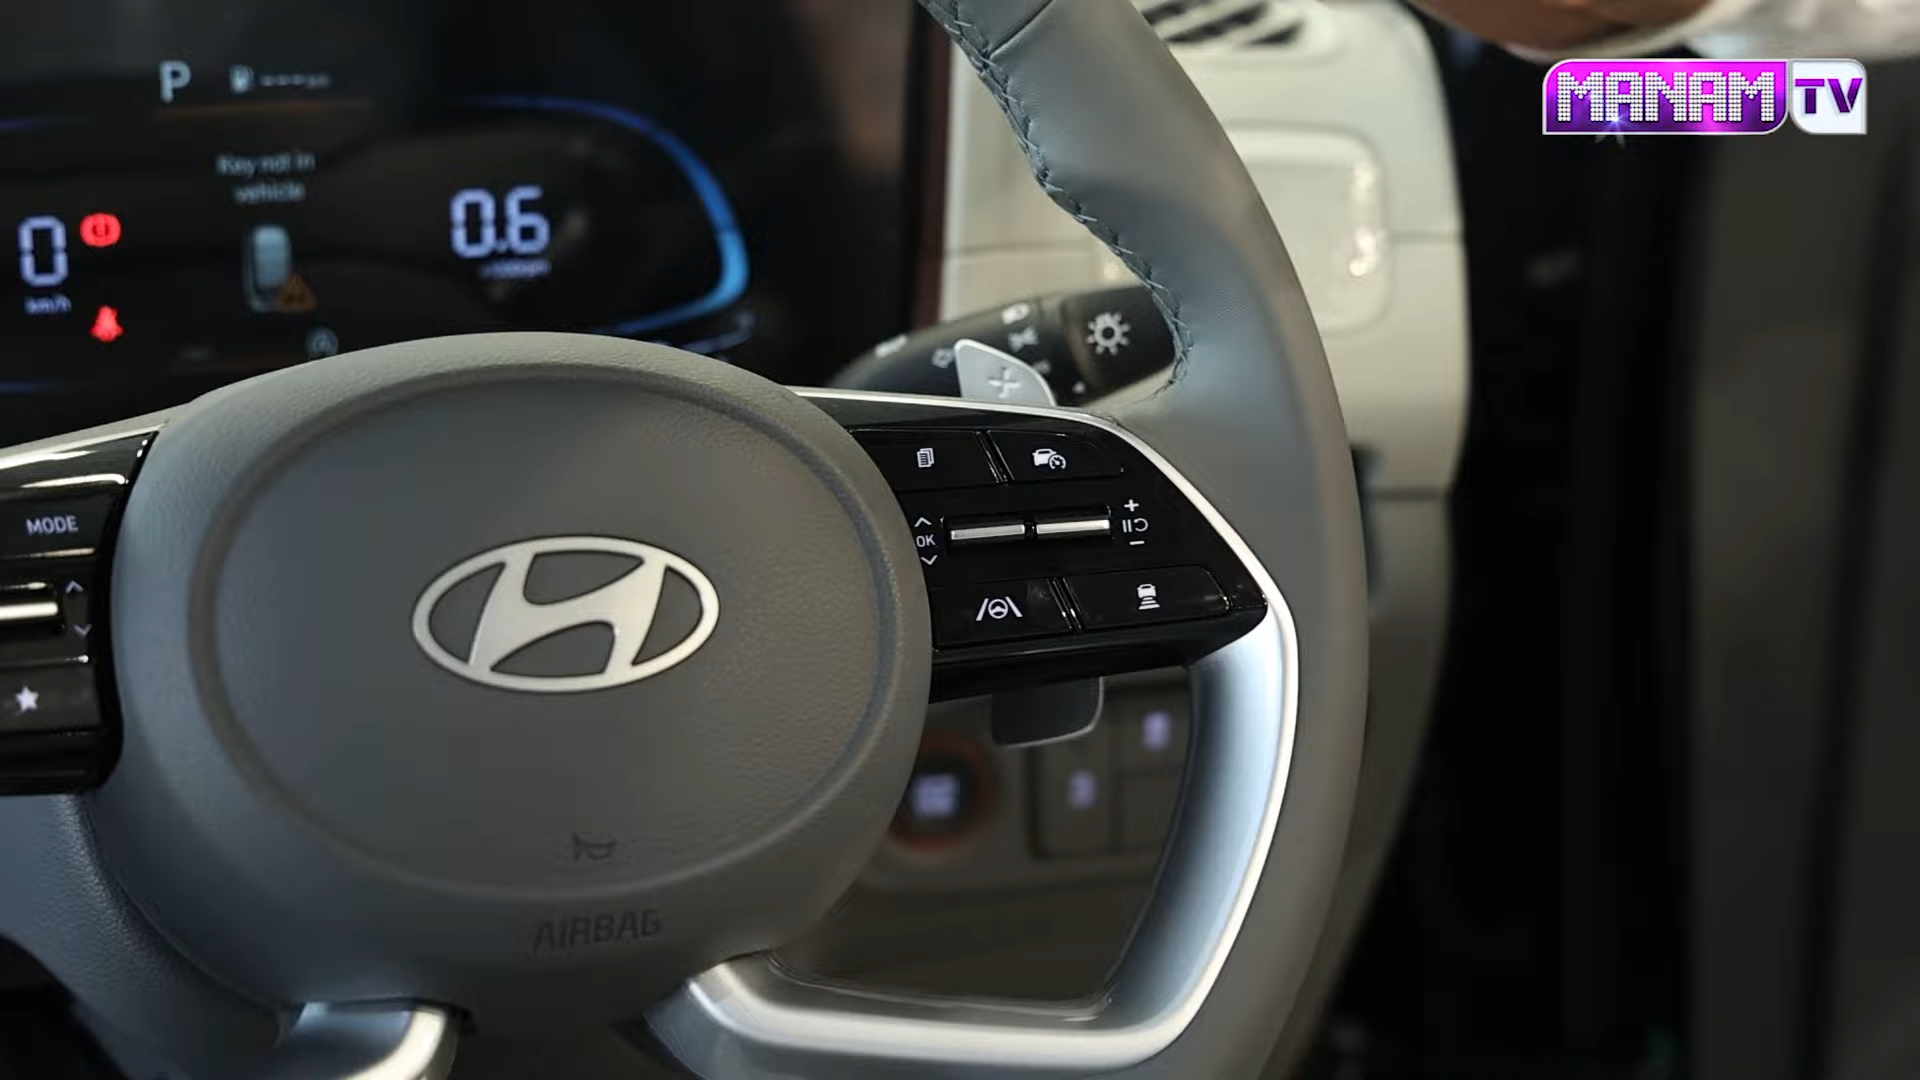 P
MANAM TV
Key not in
vehicle
0
km/h
0.6
MODE
OK
AIRBAG